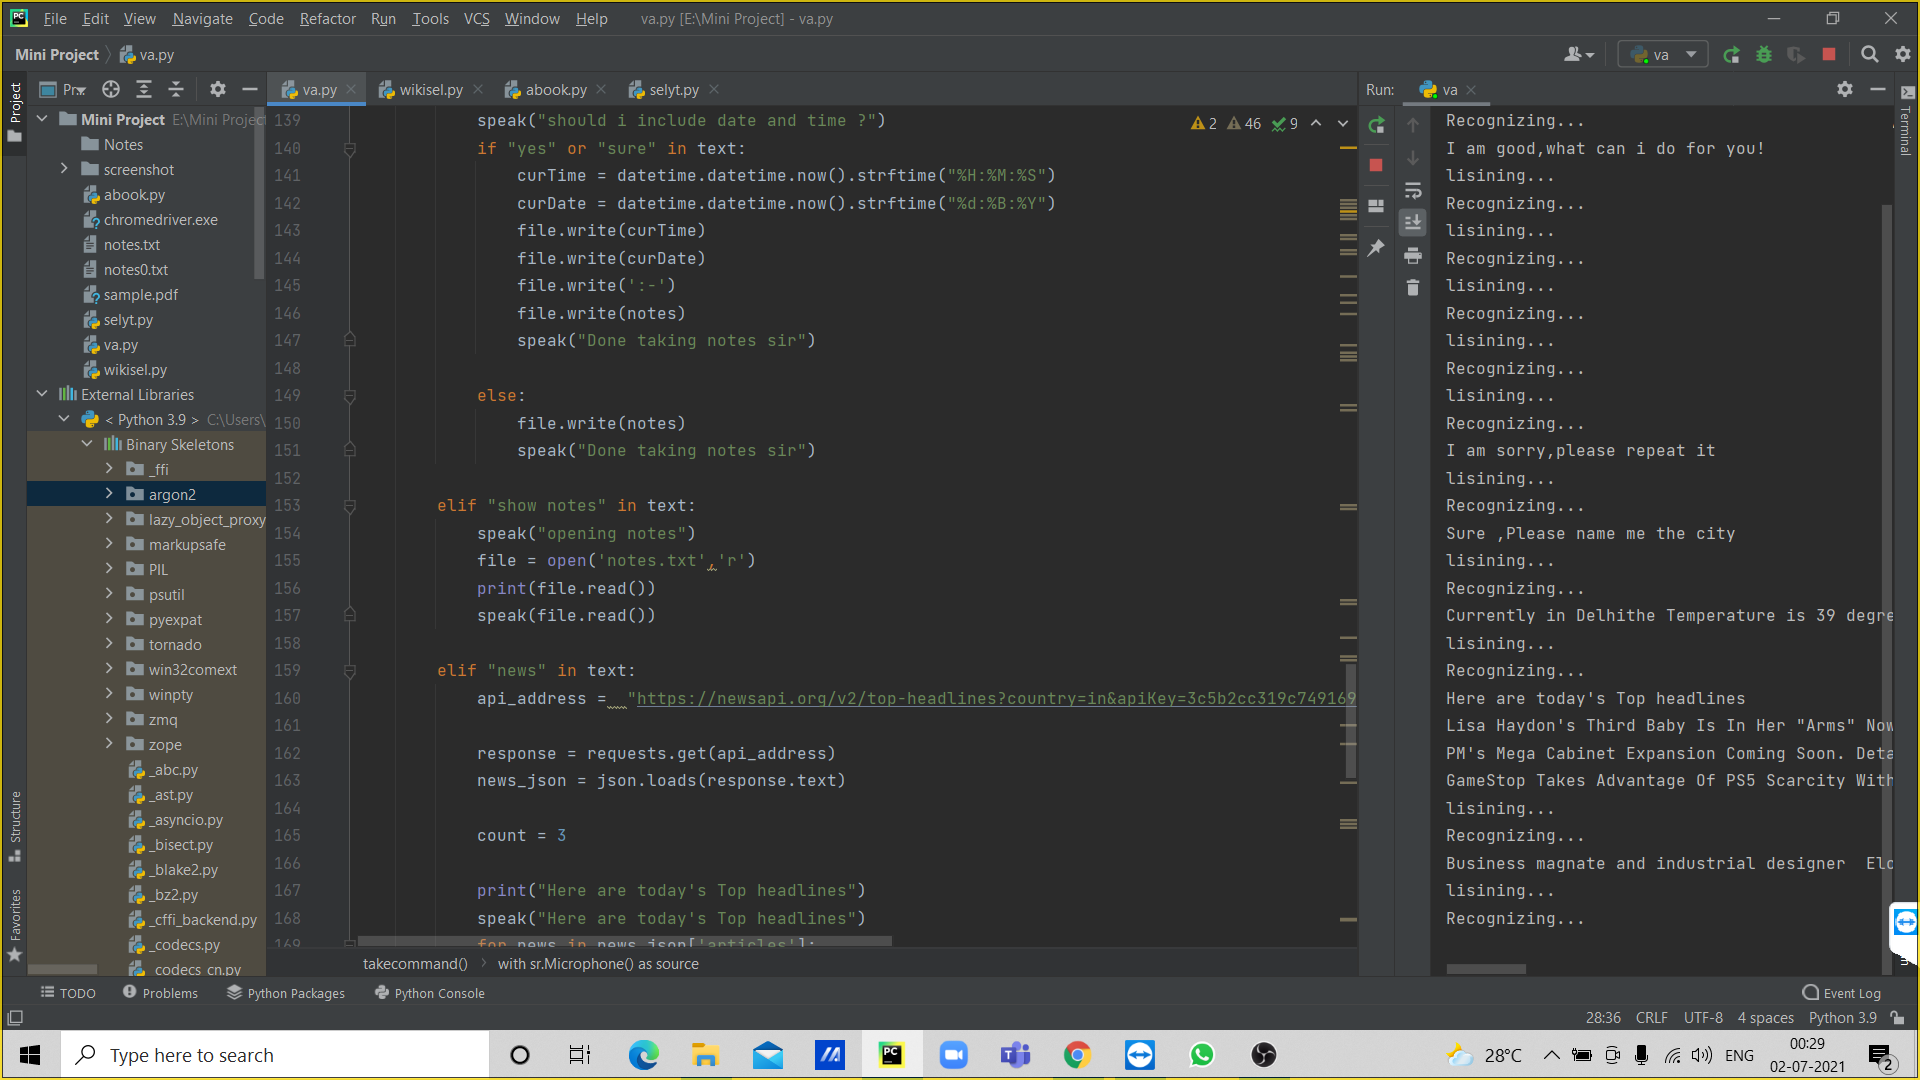 File Edit View Navigate Code Refactor Run Tools VCS Window Help va.py [E:\Mini Project] - va.py
Mini Project va.py va
Pr... va.py wikisel.py abook.py selyt.py Run: va
Project
Terminal
Structure
Favorites
Mini Project E:\Mini Project
Notes
screenshot
abook.py
chromedriver.exe
notes.txt
notes0.txt
sample.pdf
selyt.py
va.py
wikisel.py
External Libraries
< Python 3.9 > C:\Users\
Binary Skeletons
_ffi
argon2
lazy_object_proxy
markupsafe
PIL
psutil
pyexpat
tornado
win32comext
winpty
zmq
zope
_abc.py
_ast.py
_asyncio.py
_bisect.py
_blake2.py
_bz2.py
_cffi_backend.py
_codecs.py
_codecs_cn.py
2 46 9
139 speak("should i include date and time ?")
140 if "yes" or "sure" in text:
141 curTime = datetime.datetime.now().strftime("%H:%M:%S")
142 curDate = datetime.datetime.now().strftime("%d:%B:%Y")
143 file.write(curTime)
144 file.write(curDate)
145 file.write(':-')
146 file.write(notes)
147 speak("Done taking notes sir")
148
149 else:
150 file.write(notes)
151 speak("Done taking notes sir")
152
153 elif "show notes" in text:
154 speak("opening notes")
155 file = open('notes.txt','r')
156 print(file.read())
157 speak(file.read())
158
159 elif "news" in text:
160 api_address = "https://newsapi.org/v2/top-headlines?country=in&apiKey=3c5b2cc319c749169
161
162 response = requests.get(api_address)
163 news_json = json.loads(response.text)
164
165 count = 3
166
167 print("Here are today's Top headlines")
168 speak("Here are today's Top headlines")
169 for news in news_json['articles']:
takecommand() with sr.Microphone() as source
Recognizing...
I am good,what can i do for you!
lisining...
Recognizing...
lisining...
Recognizing...
lisining...
Recognizing...
lisining...
Recognizing...
lisining...
Recognizing...
I am sorry,please repeat it
lisining...
Recognizing...
Sure ,Please name me the city
lisining...
Recognizing...
Currently in Delhithe Temperature is 39 degre
lisining...
Recognizing...
Here are today's Top headlines
Lisa Haydon's Third Baby Is In Her "Arms" Now
PM's Mega Cabinet Expansion Coming Soon. Deta
GameStop Takes Advantage Of PS5 Scarcity With
lisining...
Recognizing...
Business magnate and industrial designer Elo
lisining...
Recognizing...
TODO Problems Python Packages Python Console Event Log
28:36 CRLF UTF-8 4 spaces Python 3.9
Type here to search
28°C ENG
00:29
02-07-2021
2